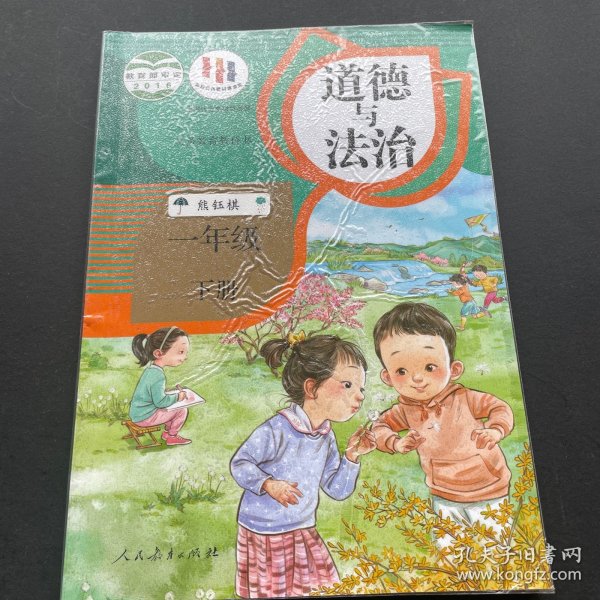 教育部审定
2016
道德
与
法治
熊钰棋
一年级
下册
人民教育出版社
孔夫子旧书网
www.kongfz.com